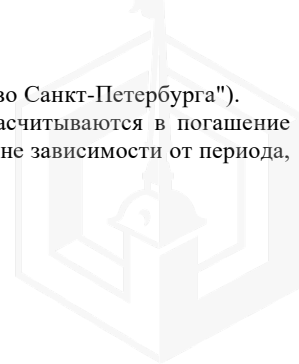 во Санкт-Петербурга").
асчитываются в погашение
не зависимости от периода,